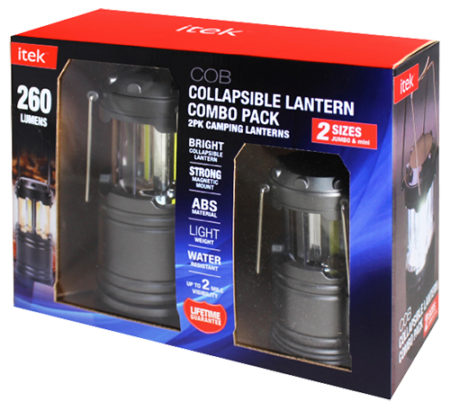 itek
itek
260
LUMENS
COB
COLLAPSIBLE LANTERN
COMBO PACK
2PK CAMPING LANTERNS
2 SIZES
JUMBO & mini
BRIGHT
COLLAPSIBLE
LANTERN
STRONG
MAGNETIC
MOUNT
ABS
MATERIAL
LIGHT
WEIGHT
WATER
RESISTANT
UP TO 2 MILE
VISIBILITY
LIFETIME
GUARANTEE
itek
COB
COLLAPSIBLE LANTERN
COMBO PACK